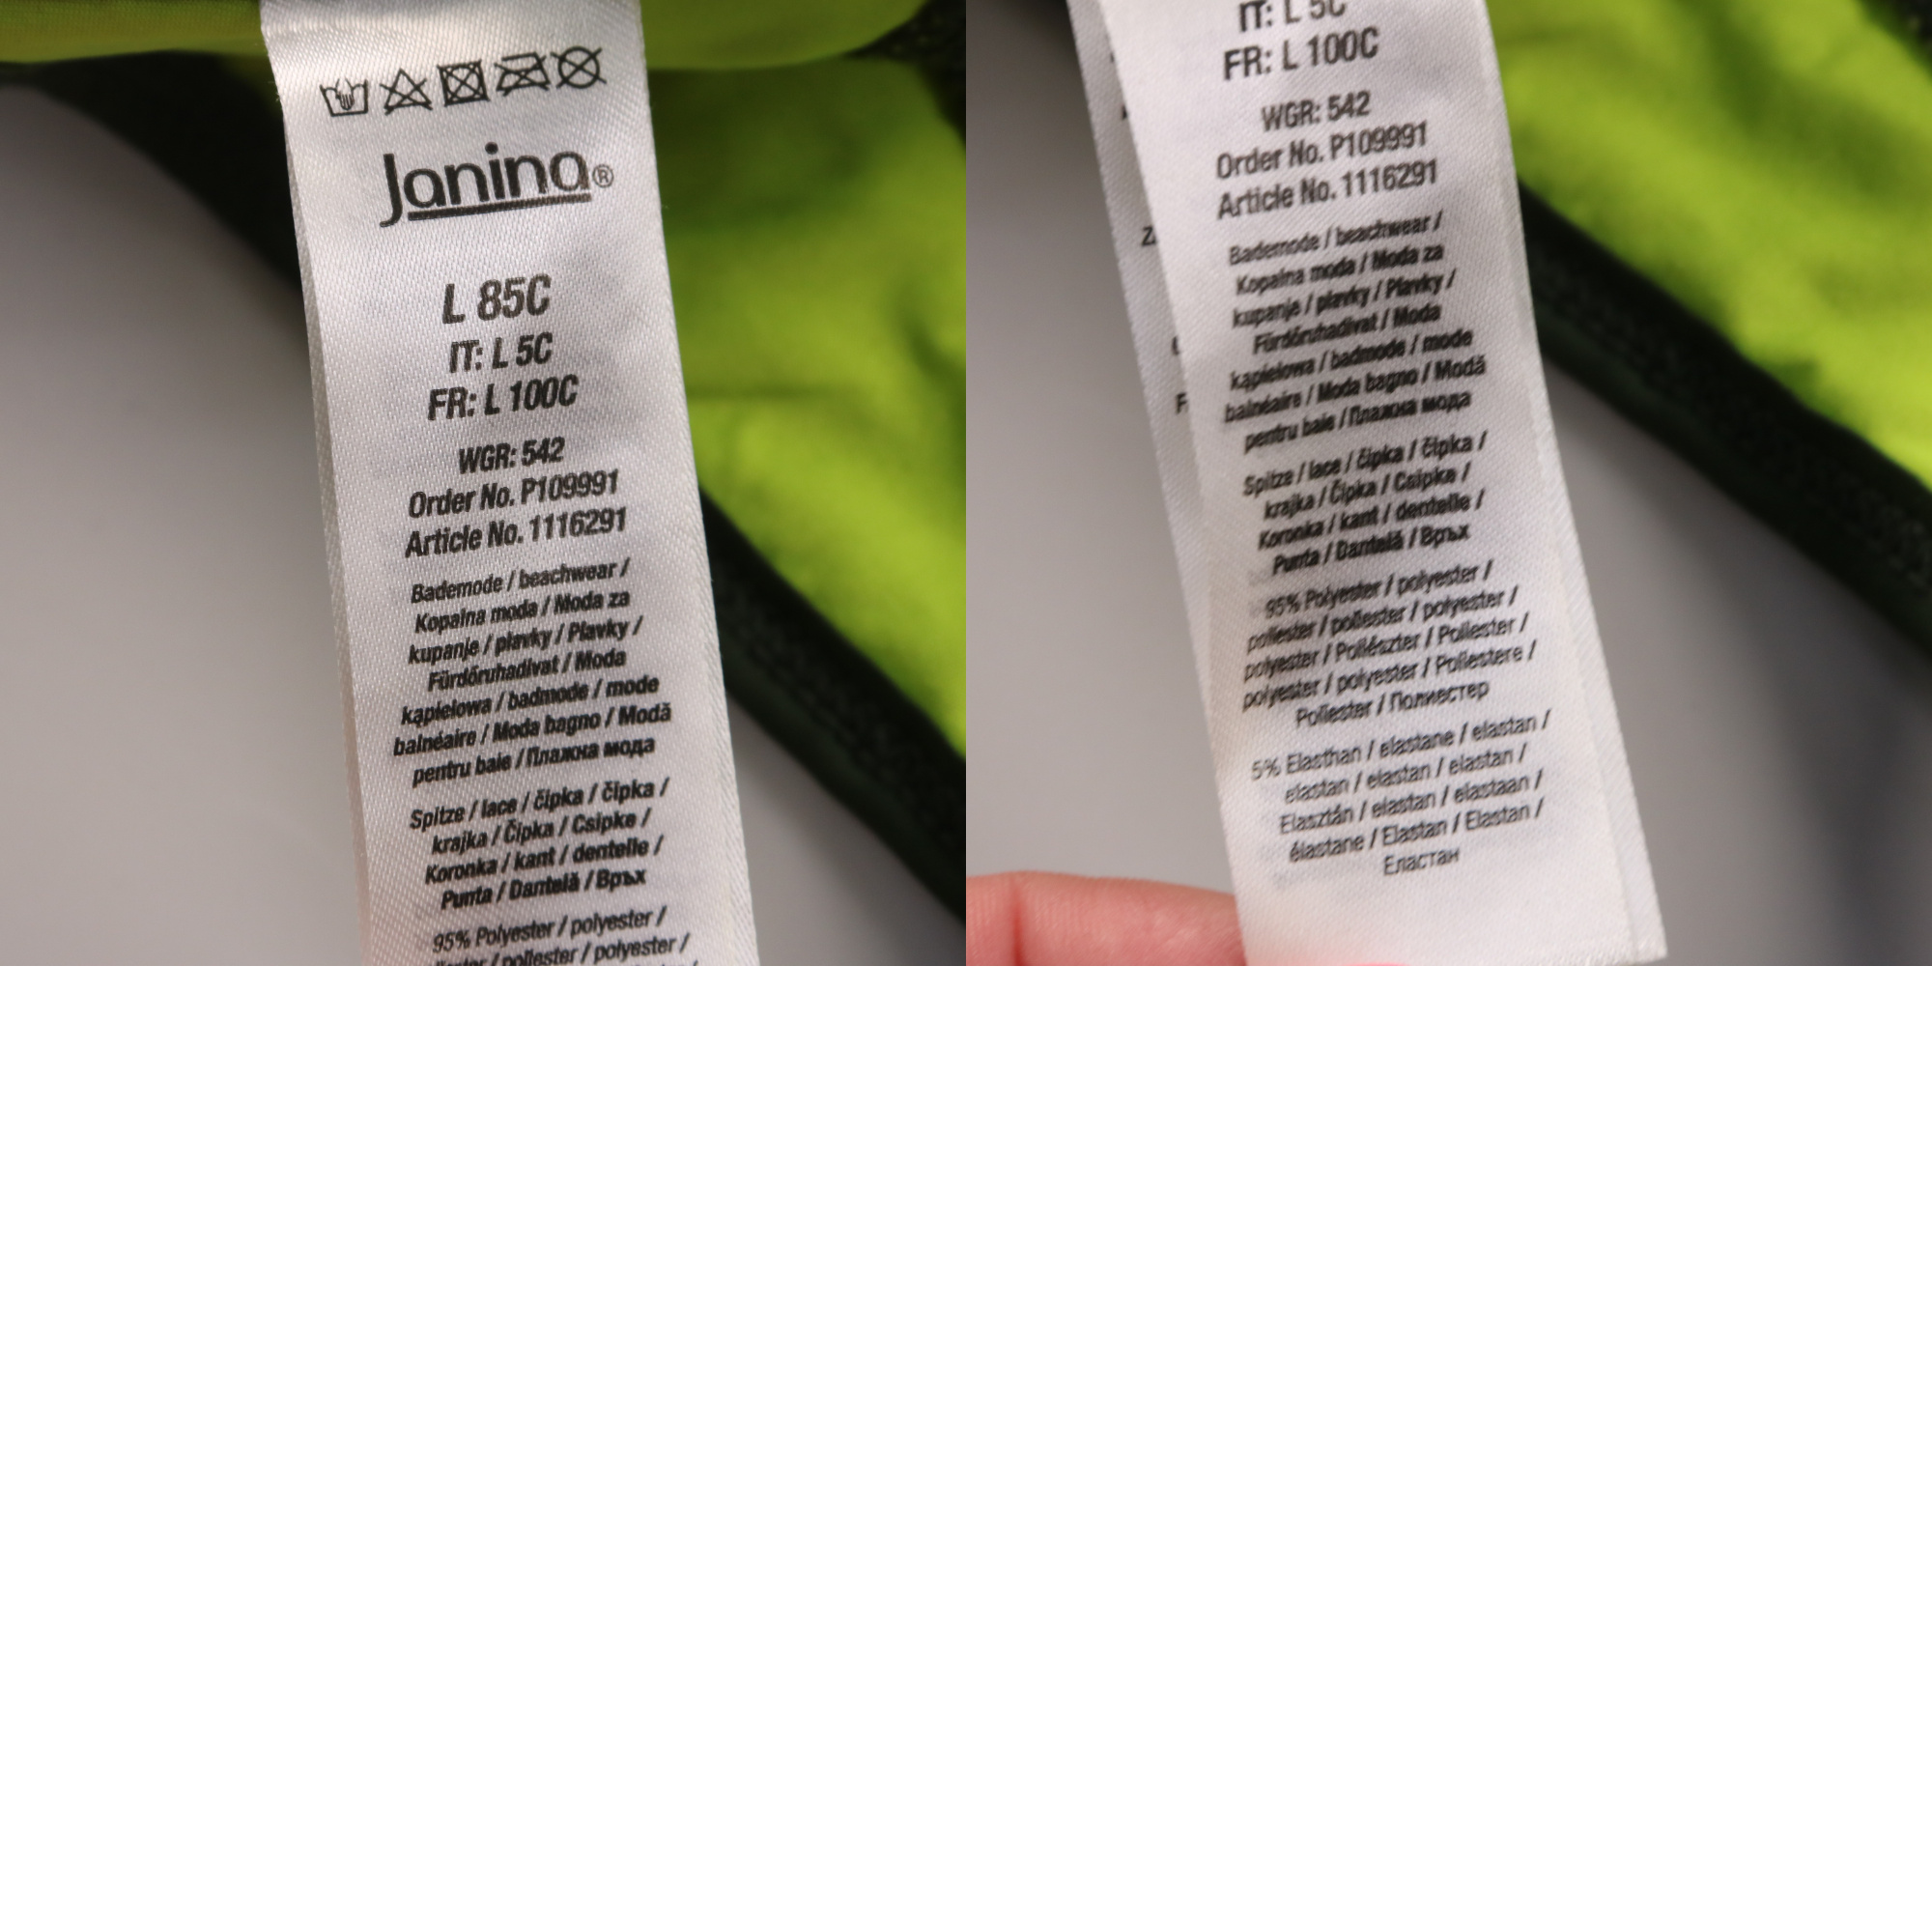 Janina®
L 85C
IT: L 5C
FR: L 100C
WGR: 542
Order No. P109991
Article No. 1116291
Bademode / beachwear /
Kopalna moda / Moda za
kupanje / plavky / Plavky /
Fürdőruhadivat / Moda
kąpielowa / badmode / mode
balnéaire / Moda bagno / Modă
pentru baie / Плажна мода
Spitze / lace / čipka / čipka /
krajka / Čipka / Csipke /
Koronka / kant / dentelle /
Punta / Dantelă / Връх
95% Polyester / polyester /
/ poliester / polyester /
IT: L 5C
FR: L 100C
WGR: 542
Order No. P109991
Article No. 1116291
Bademode / beachwear /
Kopalna moda / Moda za
kupanje / plavky / Plavky /
Fürdőruhadivat / Moda
kąpielowa / badmode / mode
balnéaire / Moda bagno / Modă
pentru baie / Плажна мода
Spitze / lace / čipka / čipka /
krajka / Čipka / Csipke /
Koronka / kant / dentelle /
Punta / Dantelă / Връх
95% Polyester / polyester /
poliester / poliester / polyester /
polyester / Poliészter / Poliester /
polyester / polyester / Poliestere /
Poliester / Полиестер
5% Elasthan / elastane / elastan /
elastan / elastan / elastan /
Elasztán / elastan / elastaan /
élastane / Elastan / Elastan /
Еластан